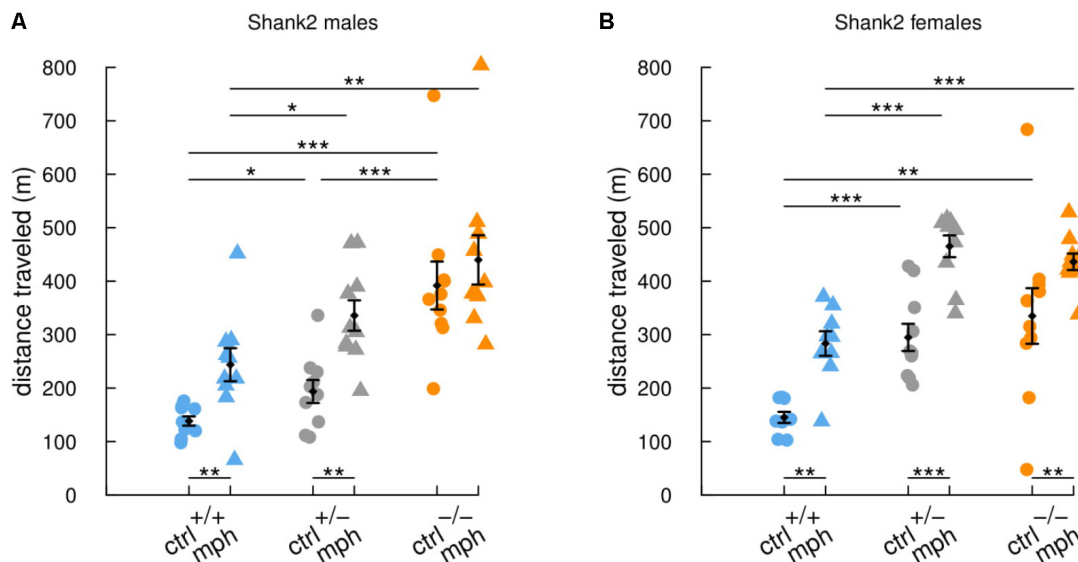 A
Shank2 males
distance traveled (m)
800
700
600
500
400
300
200
100
0
**
*
***
* ***
** **
+/+ +/− −/−
ctrl mph ctrl mph ctrl mph
B
Shank2 females
distance traveled (m)
800
700
600
500
400
300
200
100
0
***
***
**
***
** *** **
+/+ +/− −/−
ctrl mph ctrl mph ctrl mph